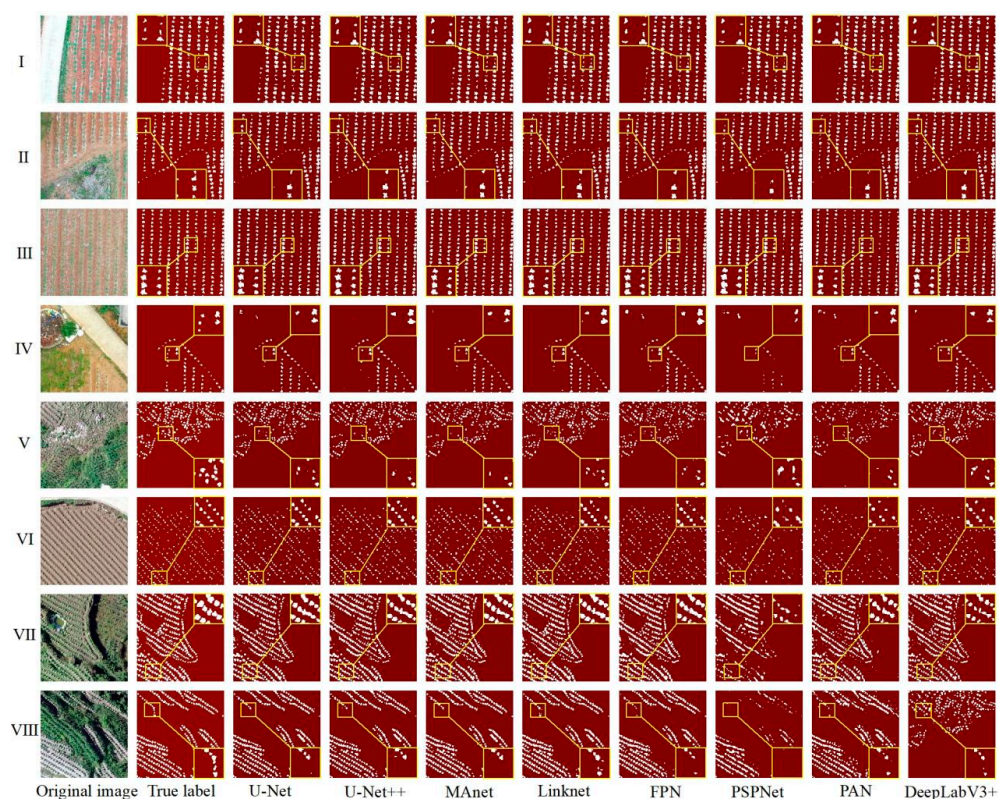 I
II
III
IV
V
VI
VII
VIII
Original image True label U-Net U-Net++ MAnet Linknet FPN PSPNet PAN DeepLabV3+